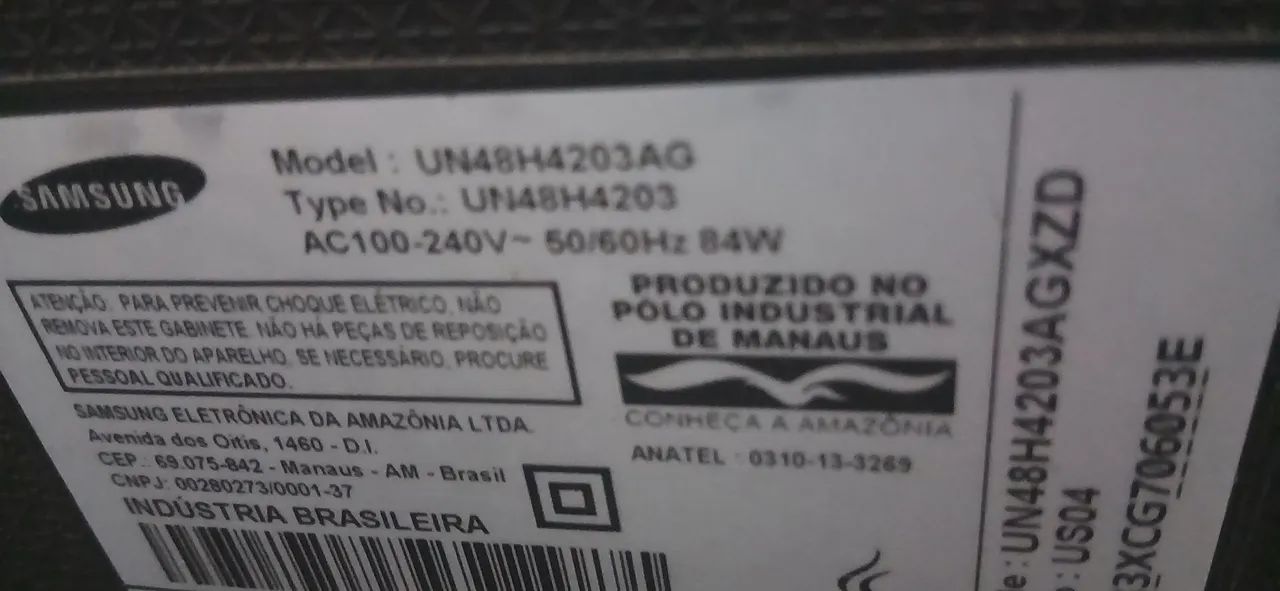 SAMSUNG
Model : UN48H4203AG
Type No.: UN48H4203
AC100-240V~ 50/60Hz 84W
ATENÇÃO. PARA PREVENIR CHOQUE ELÉTRICO, NÃO
REMOVA ESTE GABINETE. NÃO HÁ PEÇAS DE REPOSIÇÃO
NO INTERIOR DO APARELHO. SE NECESSÁRIO, PROCURE
PESSOAL QUALIFICADO.
SAMSUNG ELETRÔNICA DA AMAZÔNIA LTDA.
Avenida dos Oitis, 1460 - D.I.
CEP.: 69.075-842 - Manaus - AM - Brasil
CNPJ: 00280273/0001-37
INDÚSTRIA BRASILEIRA
PRODUZIDO NO
PÓLO INDUSTRIAL
DE MANAUS
CONHEÇA A AMAZÔNIA
ANATEL : 0310-13-3269
: UN48H4203AGXZD
: US04
3XCG706053E